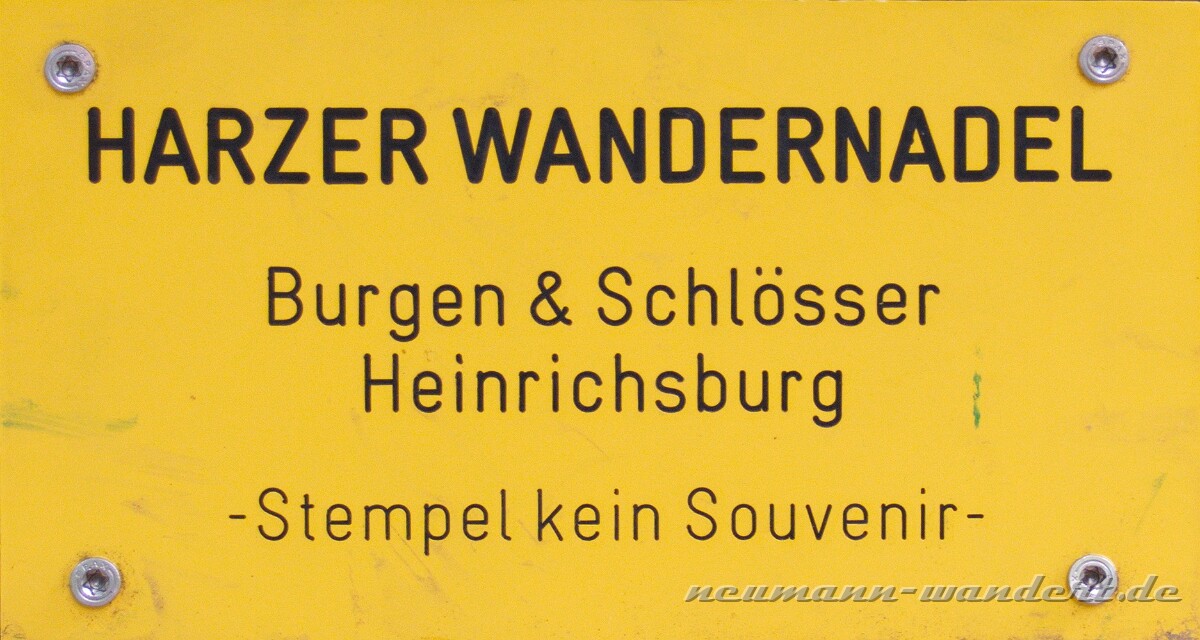 HARZER WANDERNADEL
Burgen & Schlösser
Heinrichsburg
-Stempel kein Souvenir-
neumann-wandert.de